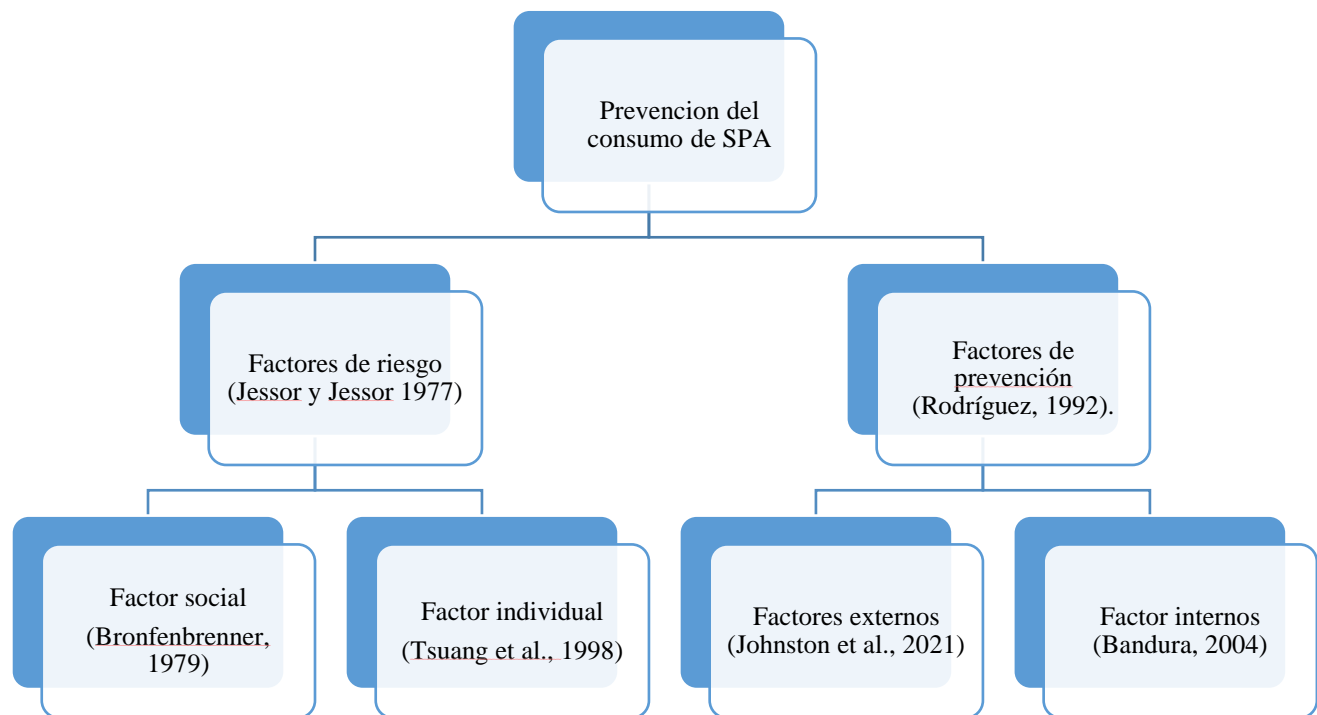 Prevencion del
consumo de SPA
Factores de riesgo
(Jessor y Jessor 1977)
Factores de
prevención
(Rodríguez, 1992).
Factor social
(Bronfenbrenner,
1979)
Factor individual
(Tsuang et al., 1998)
Factores externos
(Johnston et al., 2021)
Factor internos
(Bandura, 2004)